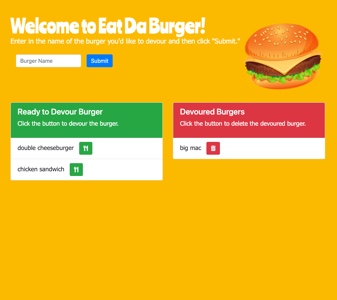 Welcome to Eat Da Burger!
Enter in the name of the burger you'd like to devour and then click "Submit."
Burger Name
Submit
Ready to Devour Burger
Click the button to devour the burger.
double cheeseburger
chicken sandwich
Devoured Burgers
Click the button to delete the devoured burger.
big mac